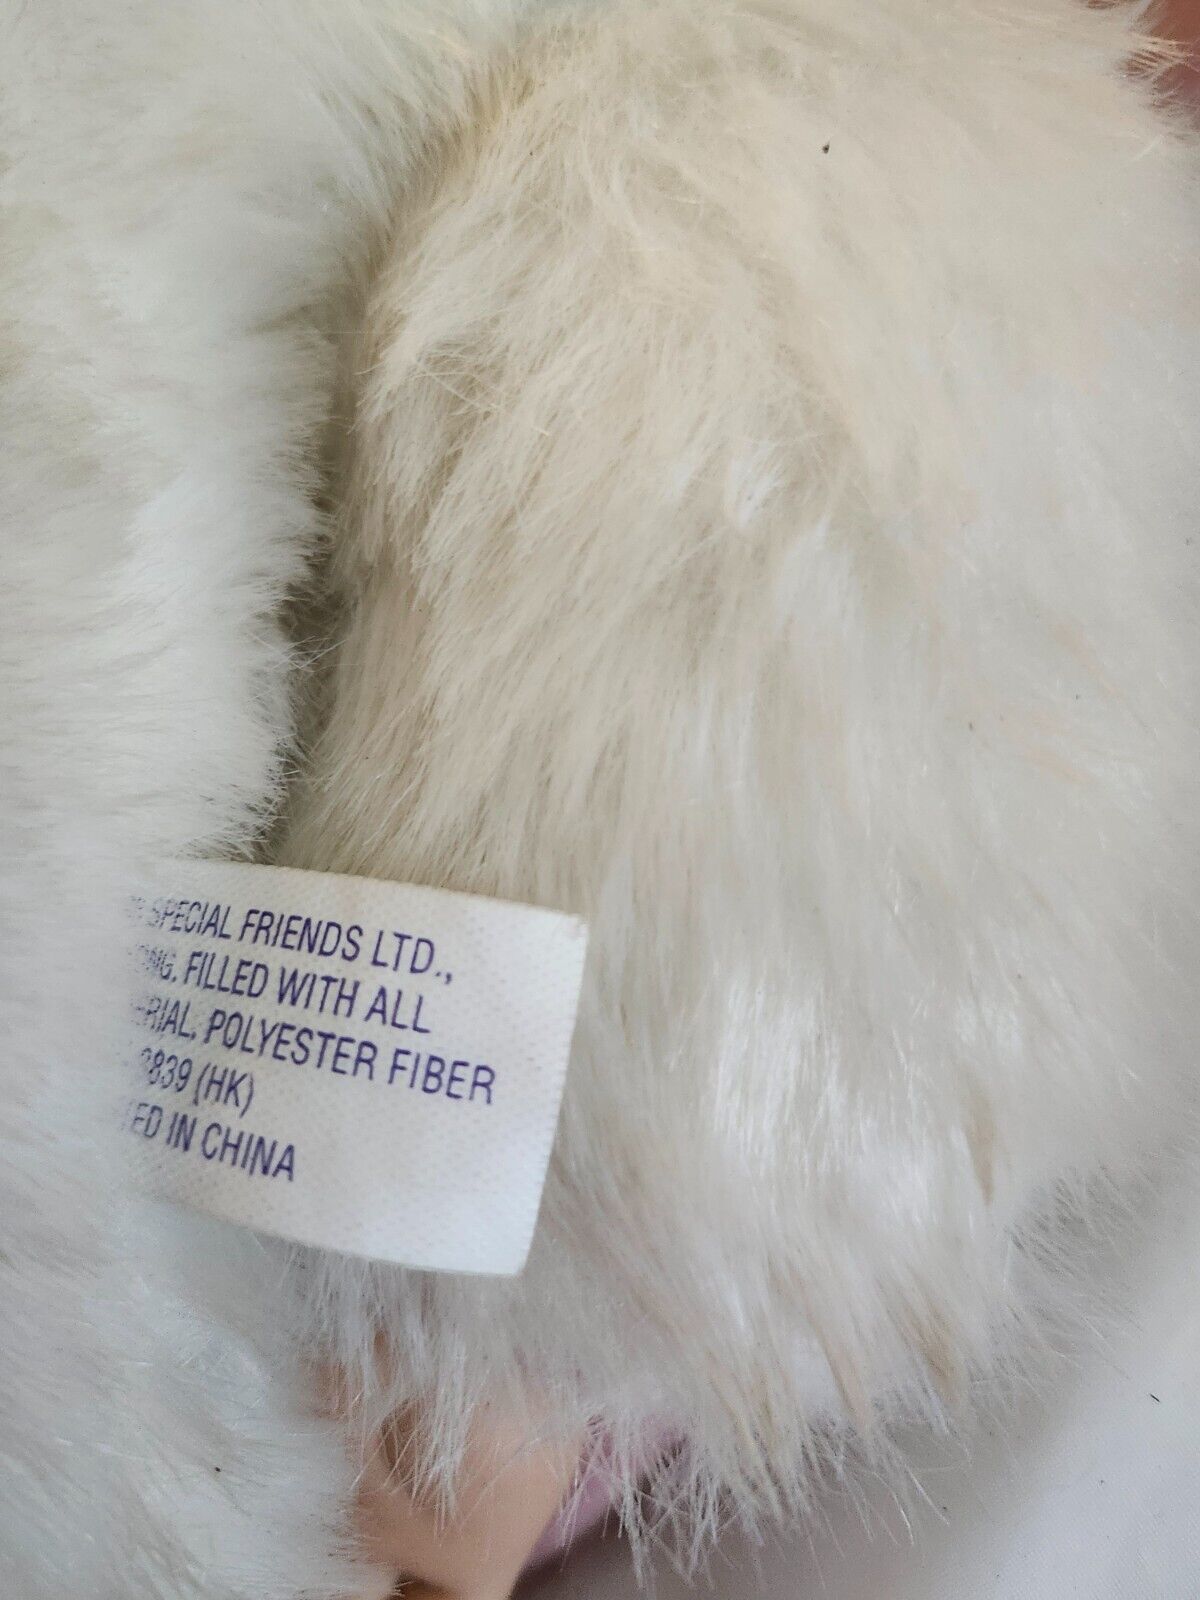 SPECIAL FRIENDS LTD.,
FILLED WITH ALL
POLYESTER FIBER
(HK)
IN CHINA